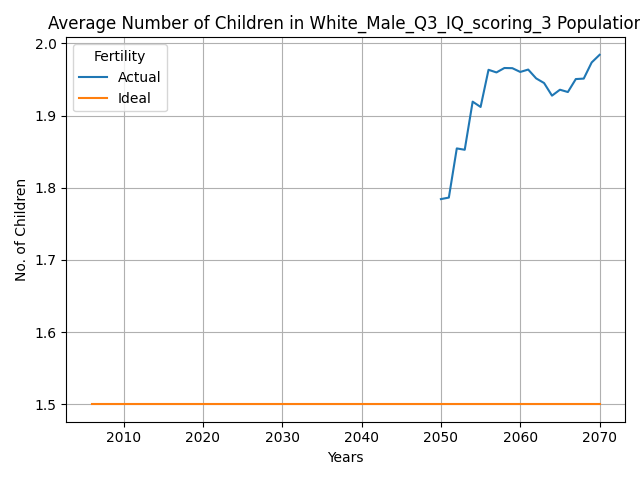 Average Number of Children in White_Male_Q3_IQ_scoring_3 Population
2.0
1.9
1.8
1.7
1.6
1.5
No. of Children
Fertility
Actual
Ideal
2010 2020 2030 2040 2050 2060 2070
Years